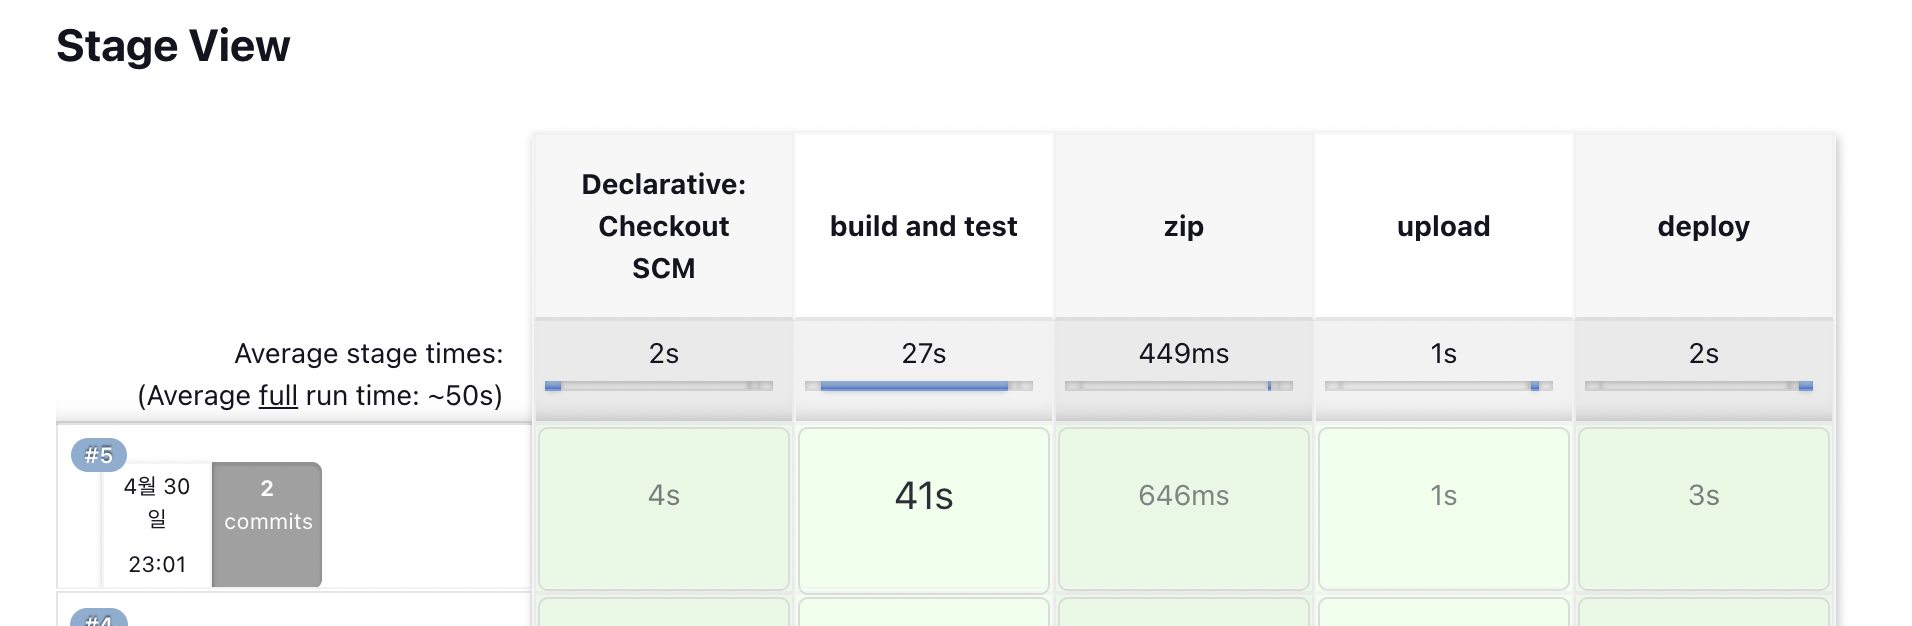 Stage View
Declarative:
Checkout
SCM
build and test
zip
upload
deploy
Average stage times:
(Average full run time: ~50s)
2s
27s
449ms
1s
2s
#5
4월 30
일
23:01
2
commits
4s
41s
646ms
1s
3s
#4